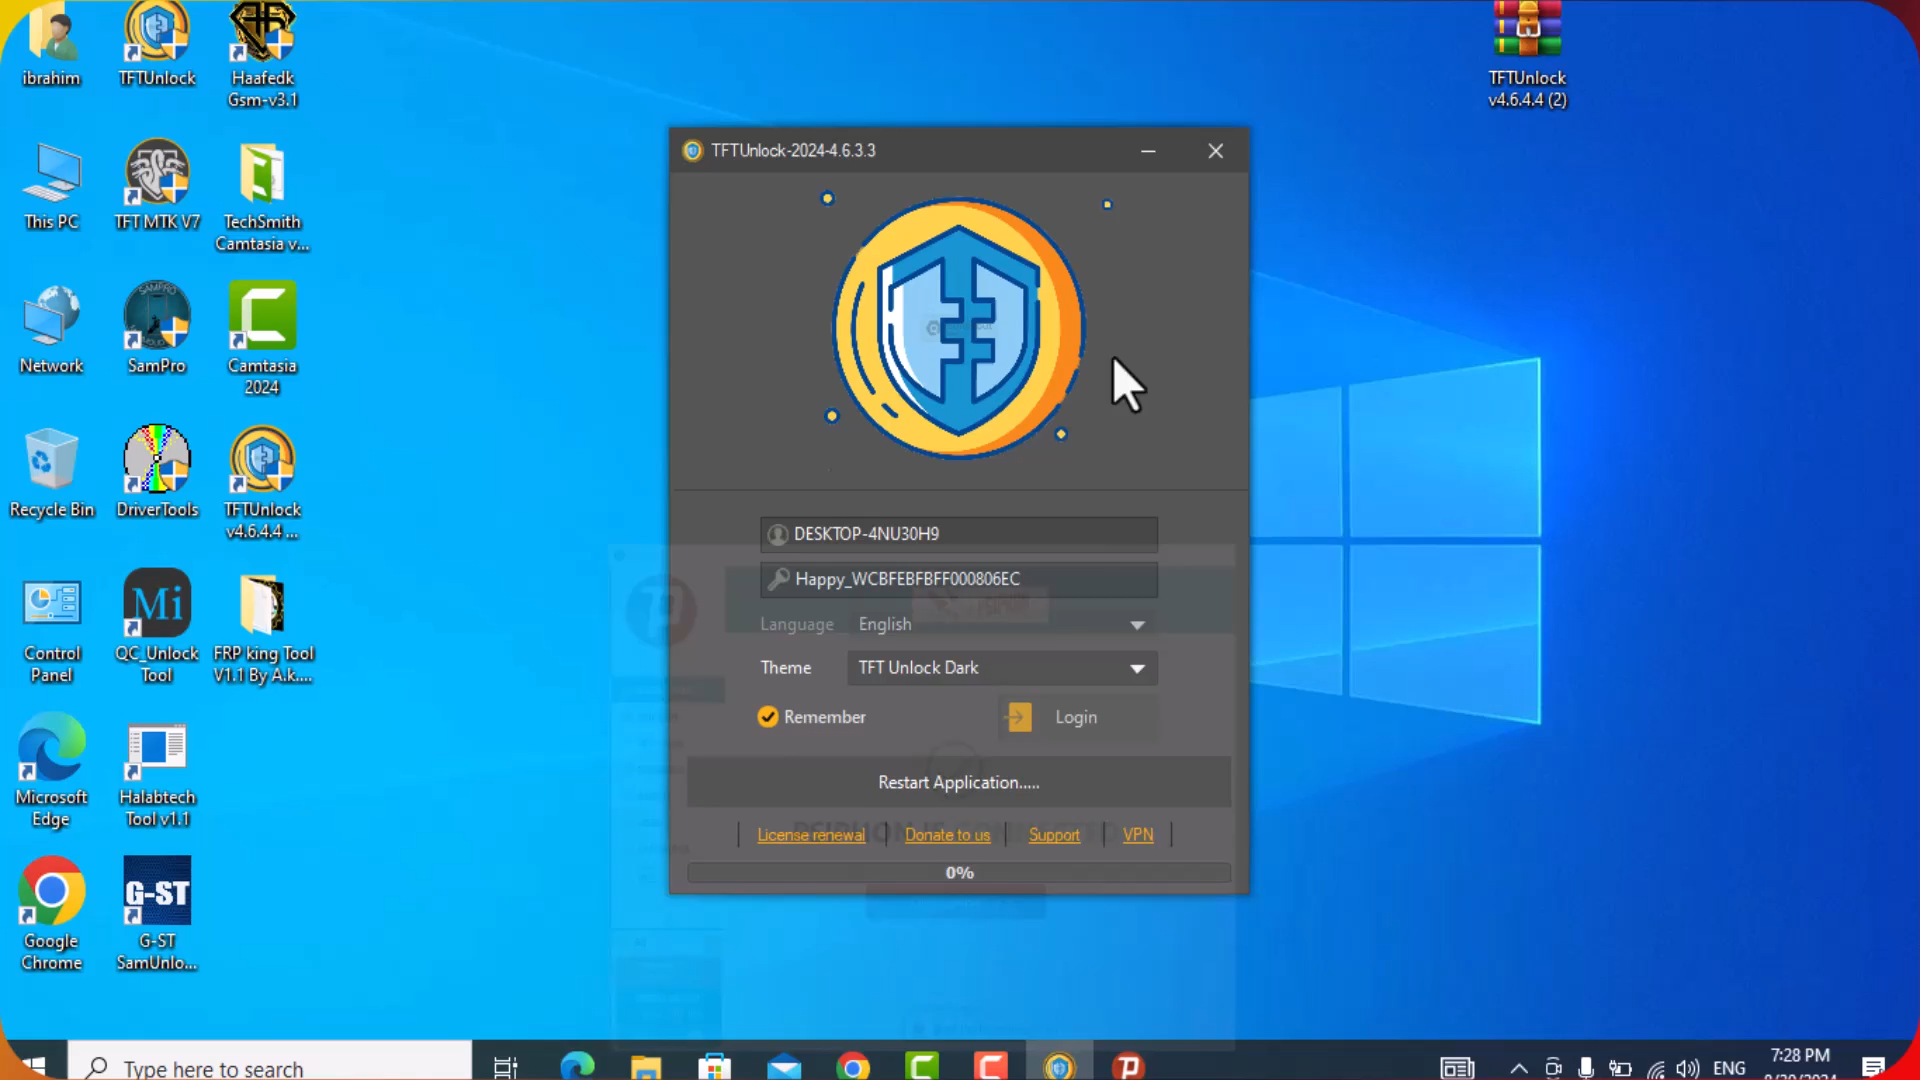 ibrahim
TFTUnlock
Haafedk
Gsm-v3.1
TFTUnlock
v4.6.4.4 (2)
This PC
TFT MTK V7
TechSmith
Camtasia v...
Network
SamPro
Camtasia
2024
Recycle Bin
DriverTools
TFTUnlock
v4.6.4.4 ...
Control
Panel
Mi
QC_Unlock
Tool
FRP king Tool
V1.1 By A.k....
Microsoft
Edge
Halabtech
Tool v1.1
Google
Chrome
G-ST
G-ST
SamUnlo...
TFTUnlock-2024-4.6.3.3
DESKTOP-4NU30H9
Happy_WCBFEBFBFF000806EC
Language English
Theme TFT Unlock Dark
Remember Login
Restart Application.....
License renewal Donate to us Support VPN
0%
Type here to search
ENG
7:28 PM